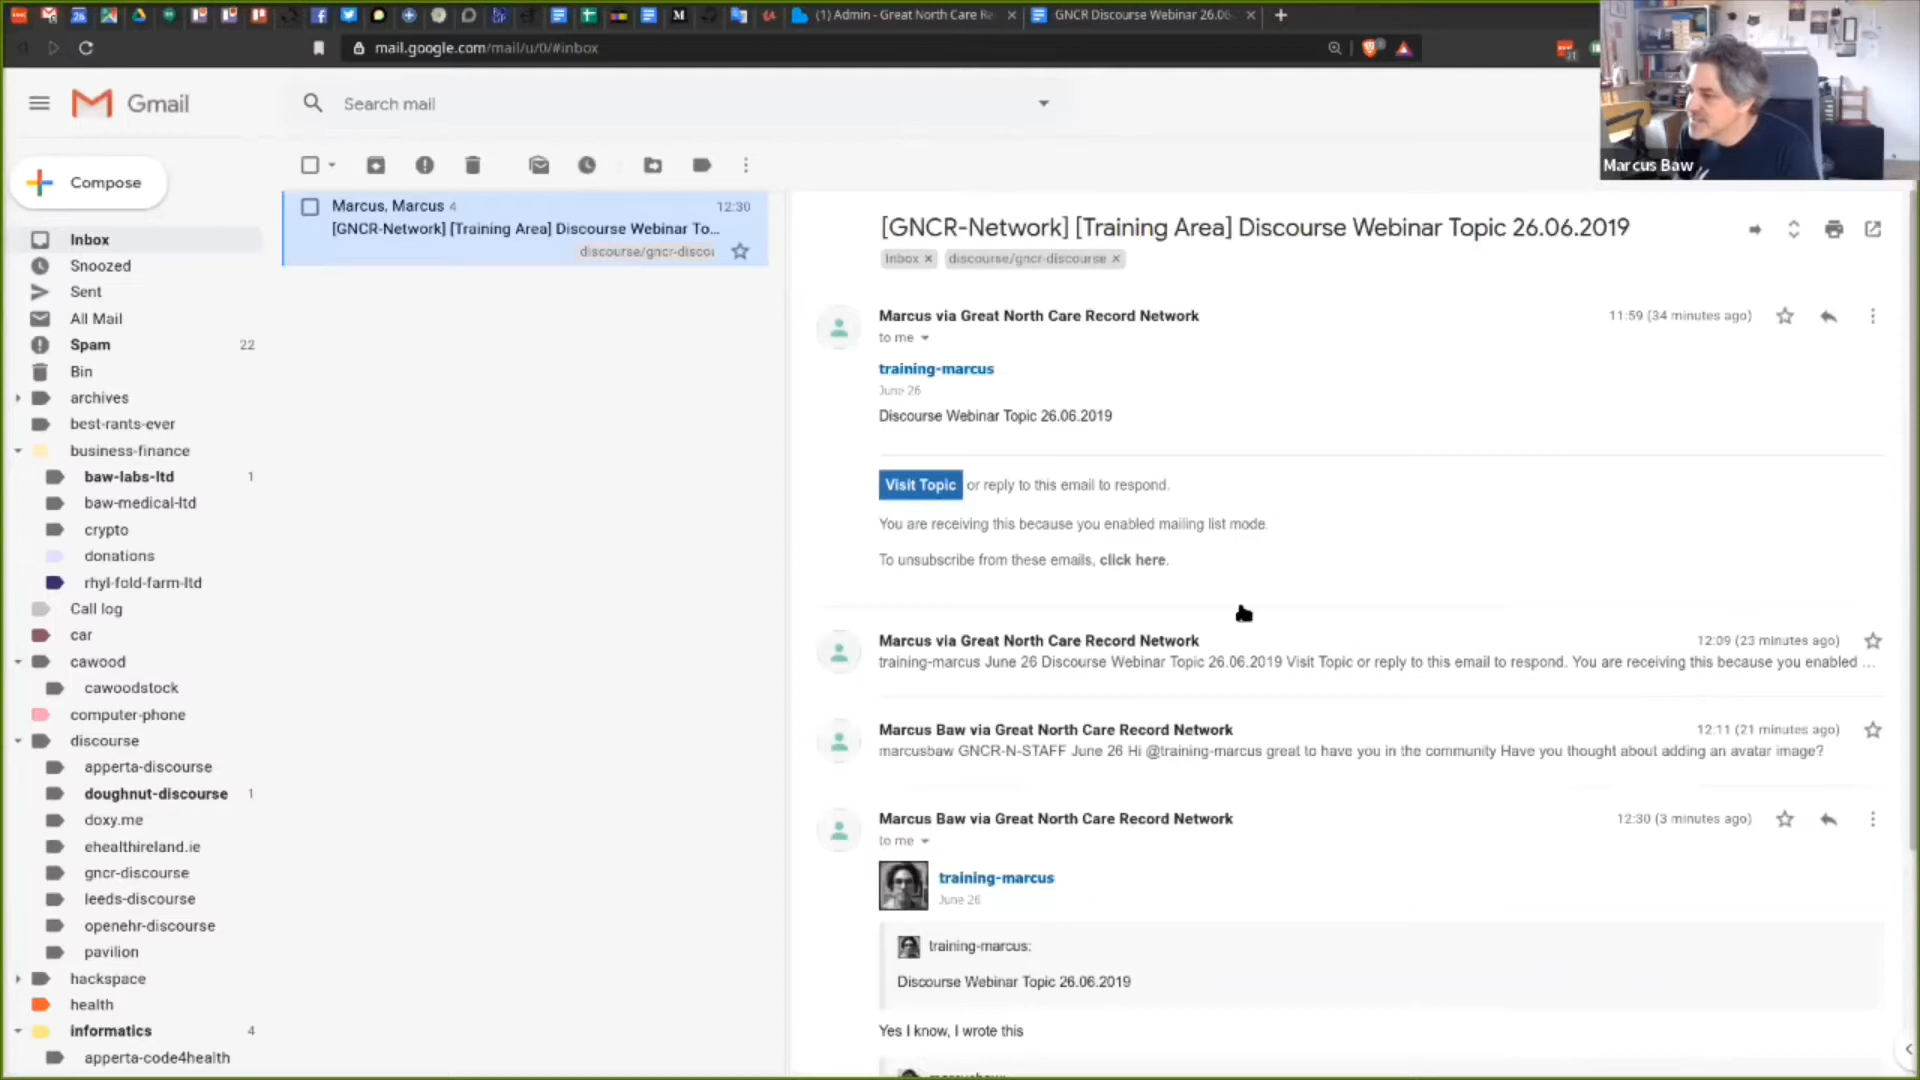 (1) Admin - Great North Care Re
GNCR Discourse Webinar 26.06
mail.google.com/mail/u/0/#inbox
Marcus Baw
Gmail
Search mail
Compose
Inbox
Snoozed
Sent
All Mail
Spam 22
Bin
archives
best-rants-ever
business-finance
baw-labs-ltd 1
baw-medical-ltd
crypto
donations
rhyl-fold-farm-ltd
Call log
car
cawood
cawoodstock
computer-phone
discourse
apperta-discourse
doughnut-discourse 1
doxy.me
ehealthireland.ie
gncr-discourse
leeds-discourse
openehr-discourse
pavilion
hackspace
health
informatics 4
apperta-code4health
Marcus, Marcus 4 12:30
[GNCR-Network] [Training Area] Discourse Webinar To...
discourse/gncr-discou
[GNCR-Network] [Training Area] Discourse Webinar Topic 26.06.2019
Inbox × discourse/gncr-discourse ×
Marcus via Great North Care Record Network 11:59 (34 minutes ago)
to me
training-marcus
June 26
Discourse Webinar Topic 26.06.2019
Visit Topic or reply to this email to respond.
You are receiving this because you enabled mailing list mode.
To unsubscribe from these emails, click here.
Marcus via Great North Care Record Network 12:09 (23 minutes ago)
training-marcus June 26 Discourse Webinar Topic 26.06.2019 Visit Topic or reply to this email to respond. You are receiving this because you enabled ...
Marcus Baw via Great North Care Record Network 12:11 (21 minutes ago)
marcusbaw GNCR-N-STAFF June 26 Hi @training-marcus great to have you in the community Have you thought about adding an avatar image?
Marcus Baw via Great North Care Record Network 12:30 (3 minutes ago)
to me
training-marcus
June 26
training-marcus:
Discourse Webinar Topic 26.06.2019
Yes I know, I wrote this